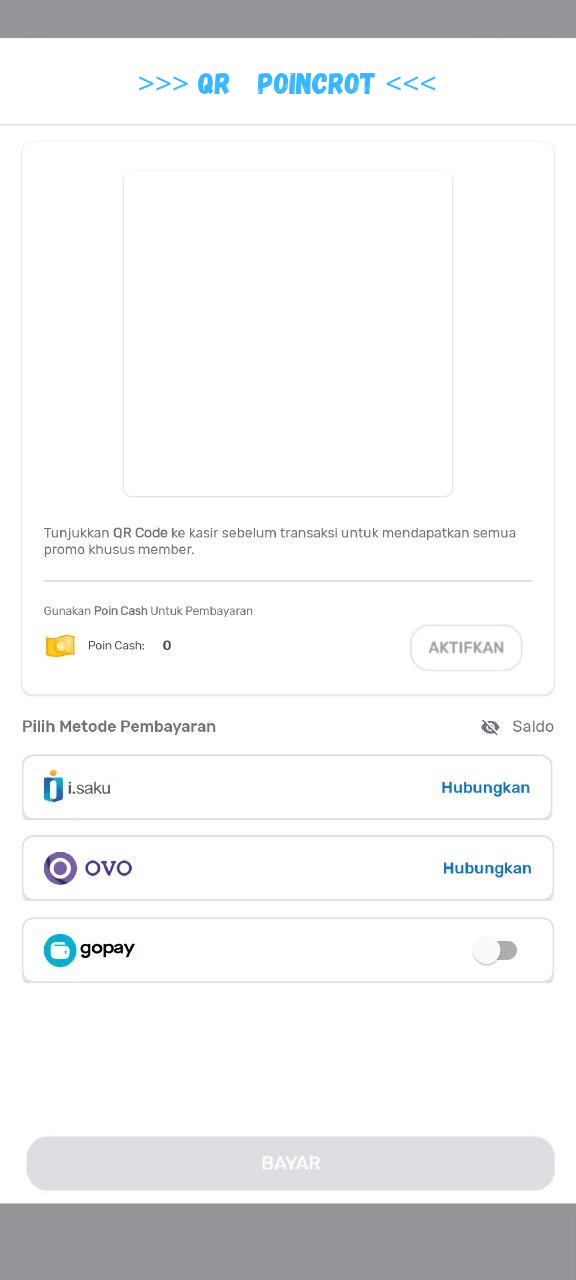 >>> QR POINCROT <<<
Tunjukkan QR Code ke kasir sebelum transaksi untuk mendapatkan semua
promo khusus member.
Gunakan Poin Cash Untuk Pembayaran
Poin Cash: 0
AKTIFKAN
Pilih Metode Pembayaran
Saldo
i.saku
Hubungkan
OVO
Hubungkan
gopay
BAYAR